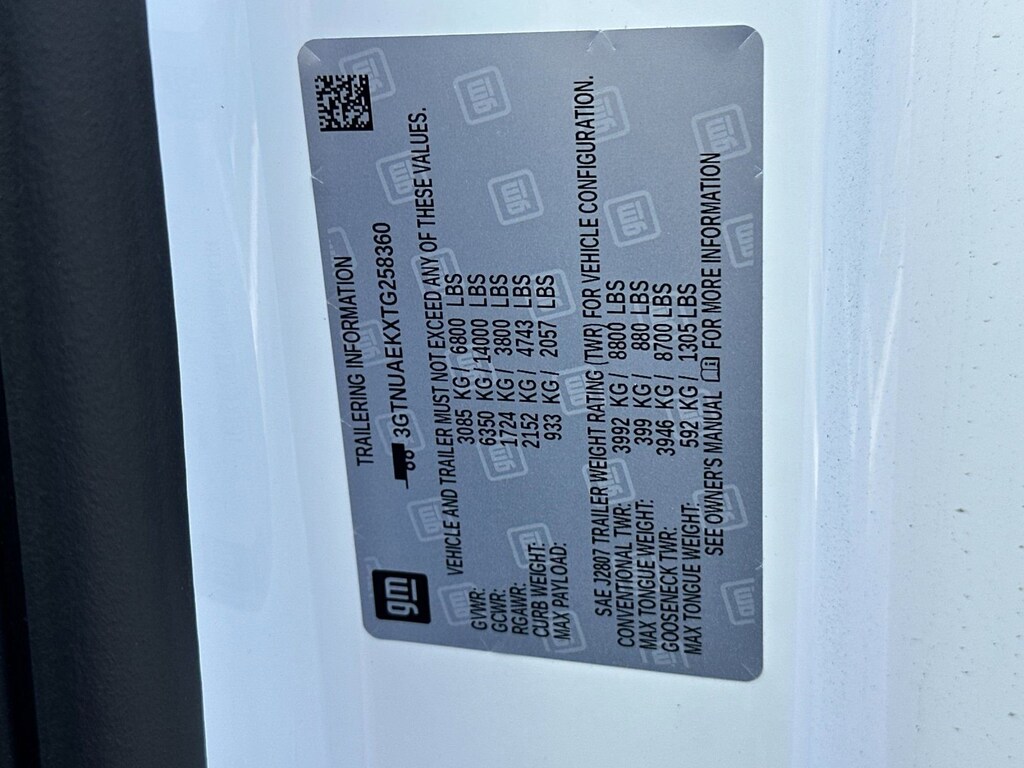 gm
TRAILERING INFORMATION
3GTNUAEKXTG258360
VEHICLE AND TRAILER MUST NOT EXCEED ANY OF THESE VALUES.
GVWR: 3085 KG / 6800 LBS
GCWR: 6350 KG / 14000 LBS
RGAWR: 1724 KG / 3800 LBS
CURB WEIGHT: 2152 KG / 4743 LBS
MAX PAYLOAD: 933 KG / 2057 LBS
SAE J2807 TRAILER WEIGHT RATING (TWR) FOR VEHICLE CONFIGURATION.
CONVENTIONAL TWR: 3992 KG / 8800 LBS
MAX TONGUE WEIGHT: 399 KG / 880 LBS
GOOSENECK TWR: 3946 KG / 8700 LBS
MAX TONGUE WEIGHT: 592 KG / 1305 LBS
SEE OWNER'S MANUAL FOR MORE INFORMATION